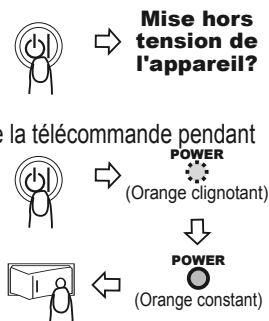 Mise hors
tension de
l'appareil?
e la télécommande pendant
POWER
(Orange clignotant)
POWER
(Orange constant)